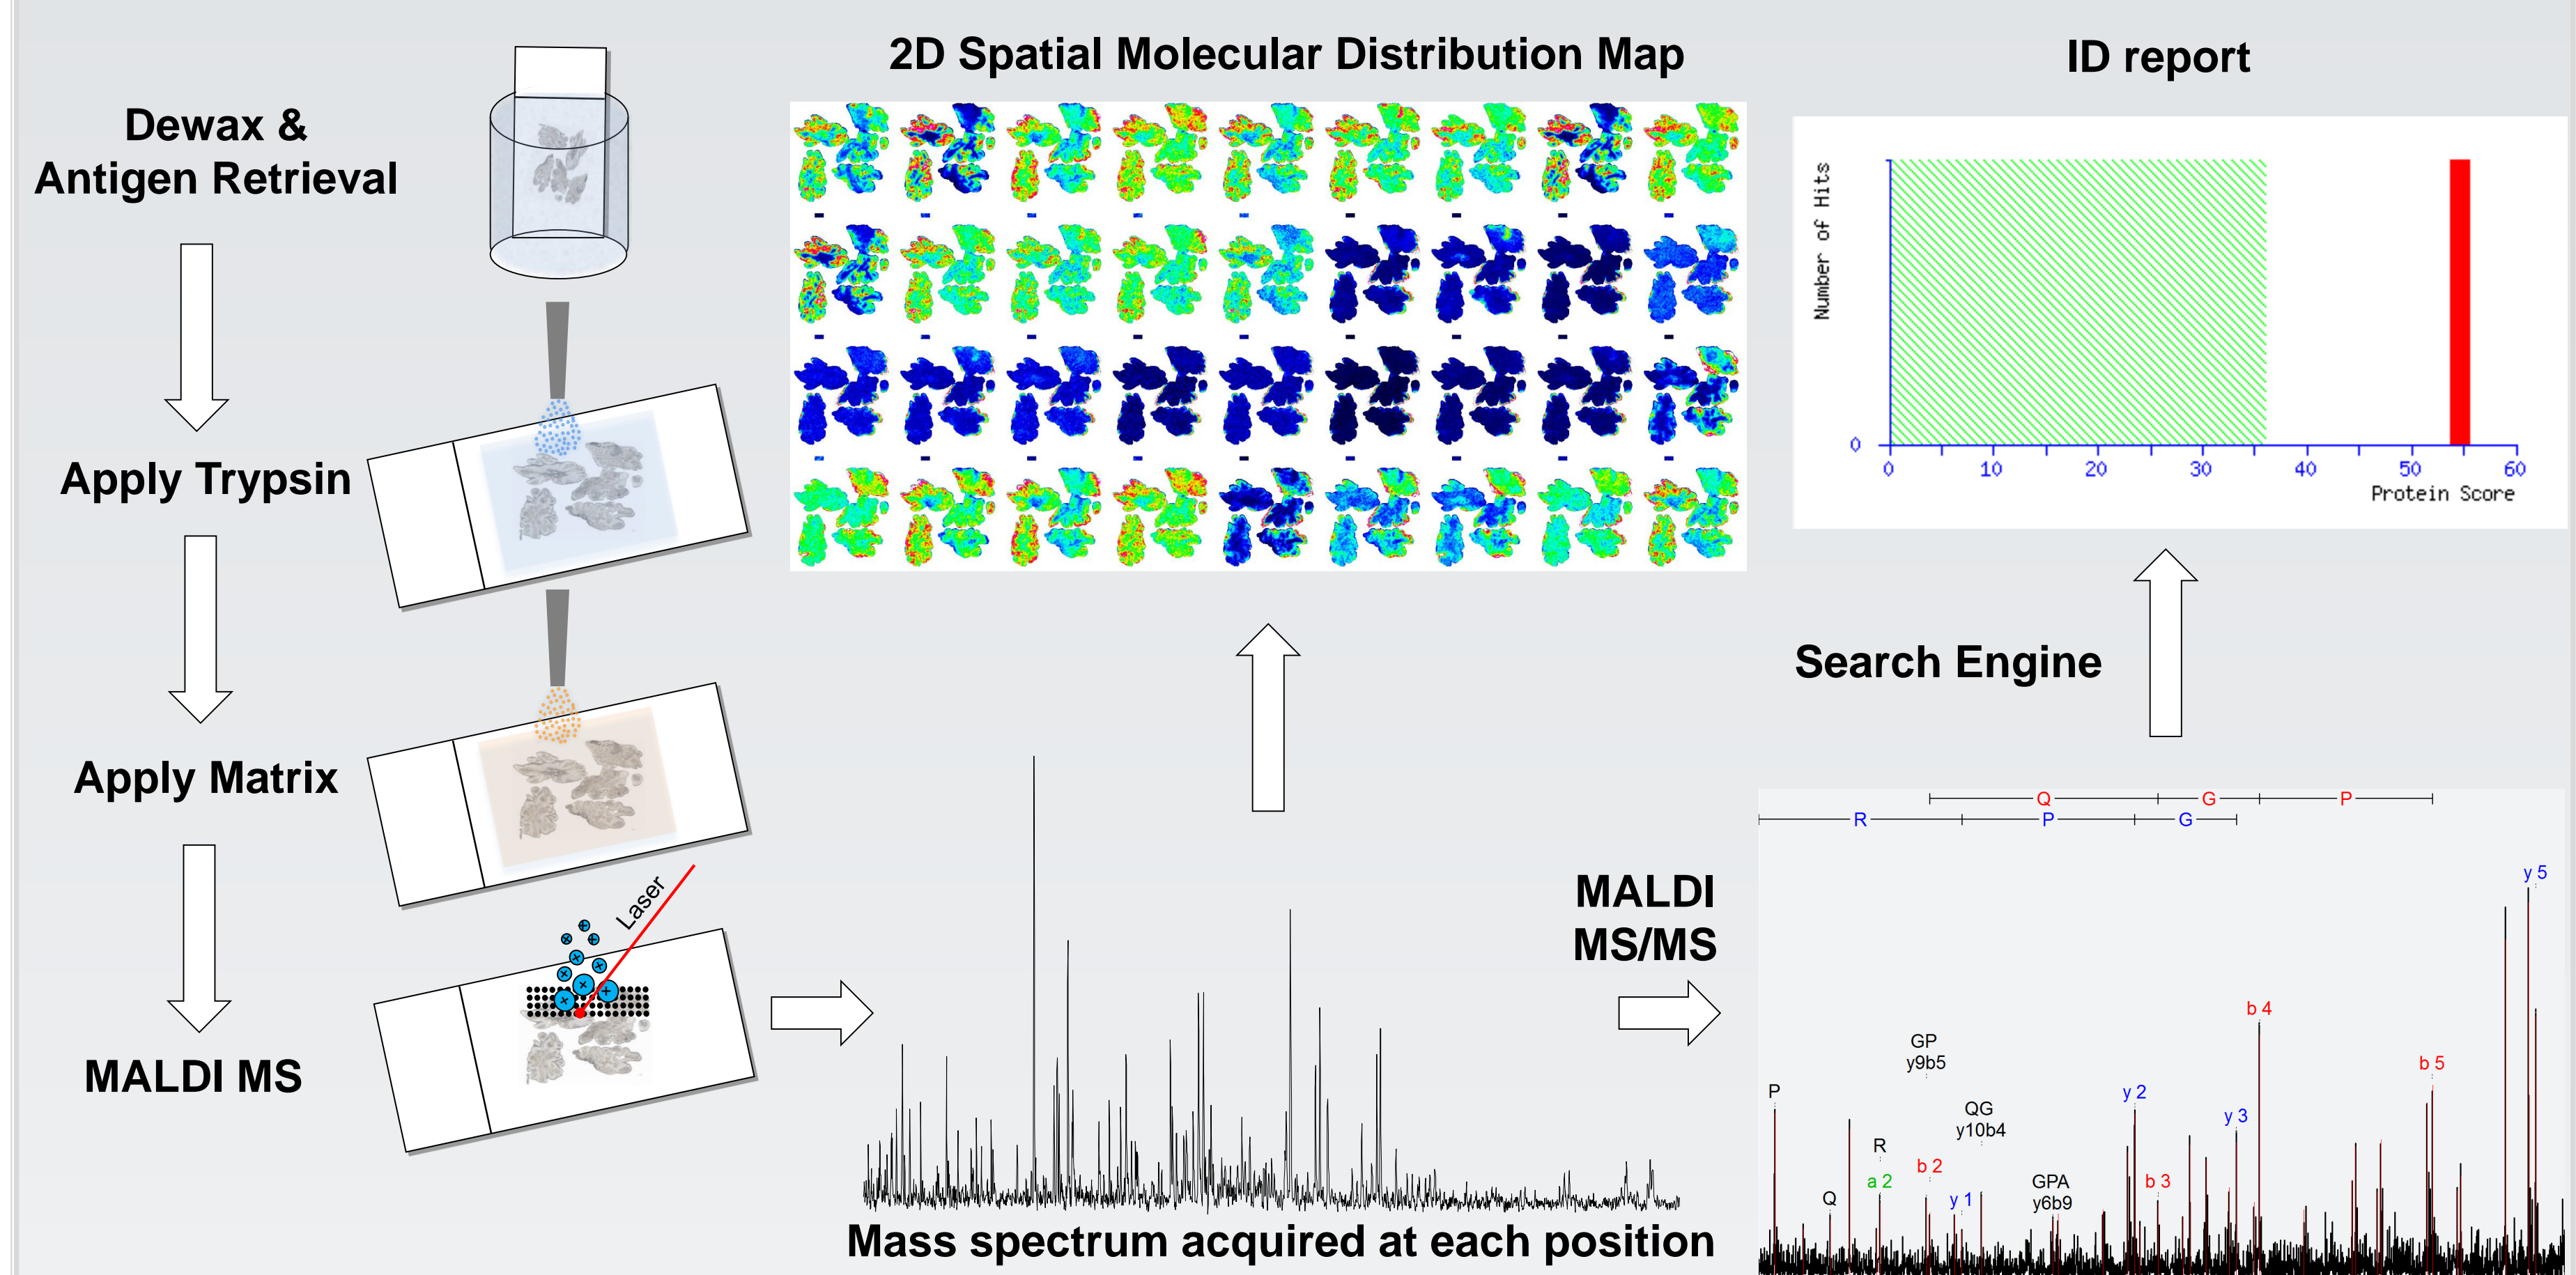 Dewax &
Antigen Retrieval
Apply Trypsin
Apply Matrix
MALDI MS
Laser
2D Spatial Molecular Distribution Map
Mass spectrum acquired at each position
MALDI
MS/MS
Search Engine
ID report
Number of Hits
0
0 10 20 30 40 50 60
Protein Score
Q G P
R P G
y 5
b 4
GP
y9b5
b 5
P
y 2
QG
y10b4
y 3
R
b 2
a 2
GPA
y6b9
b 3
Q
y 1